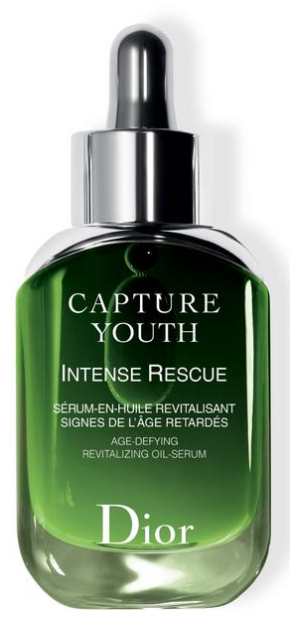 CAPTURE
YOUTH
INTENSE RESCUE
SÉRUM-EN-HUILE REVITALISANT
SIGNES DE L'ÂGE RETARDÉS
AGE-DEFYING
REVITALIZING OIL-SERUM
Dior